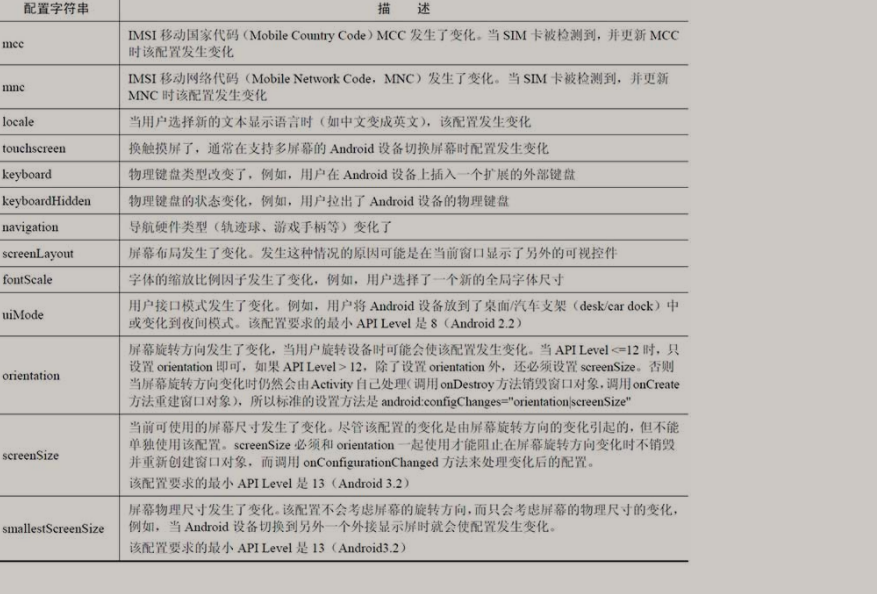 配置字符串 描 述
mcc IMSI 移动国家代码（Mobile Country Code）MCC 发生了变化。当 SIM 卡被检测到，并更新 MCC
时该配置发生变化
mnc IMSI 移动网络代码（Mobile Network Code，MNC）发生了变化。当 SIM 卡被检测到，并更新
MNC 时该配置发生变化
locale 当用户选择新的文本显示语言时（如中文变成英文），该配置发生变化
touchscreen 换触摸屏了，通常在支持多屏幕的 Android 设备切换屏幕时配置发生变化
keyboard 物理键盘类型改变了，例如，用户在 Android 设备上插入一个扩展的外部键盘
keyboardHidden 物理键盘的状态变化，例如，用户拉出了 Android 设备的物理键盘
navigation 导航硬件类型（轨迹球、游戏手柄等）变化了
screenLayout 屏幕布局发生了变化。发生这种情况的原因可能是在当前窗口显示了另外的可视控件
fontScale 字体的缩放比例因子发生了变化，例如，用户选择了一个新的全局字体尺寸
uiMode 用户接口模式发生了变化。例如，用户将 Android 设备放到了桌面/汽车支架（desk/car dock）中
或变化到夜间模式。该配置要求的最小 API Level 是 8（Android 2.2）
orientation 屏幕旋转方向发生了变化，当用户旋转设备时可能会使该配置发生变化。当 API Level <=12 时，只
设置 orientation 即可，如果 API Level > 12，除了设置 orientation 外，还必须设置 screenSize。否则
当屏幕旋转方向变化时仍然会由 Activity 自己处理（调用 onDestroy 方法销毁窗口对象，调用 onCreate
方法重建窗口对象），所以标准的设置方法是 android:configChanges="orientation|screenSize"
screenSize 当前可使用的屏幕尺寸发生了变化。尽管该配置的变化是由屏幕旋转方向的变化引起的，但不能
单独使用该配置。screenSize 必须和 orientation 一起使用才能阻止在屏幕旋转方向变化时不销毁
并重新创建窗口对象，而调用 onConfigurationChanged 方法来处理变化后的配置。
该配置要求的最小 API Level 是 13（Android 3.2）
smallestScreenSize 屏幕物理尺寸发生了变化。该配置不会考虑屏幕的旋转方向，而只会考虑屏幕的物理尺寸的变化，
例如，当 Android 设备切换到另外一个外接显示屏时就会使配置发生变化。
该配置要求的最小 API Level 是 13（Android3.2）